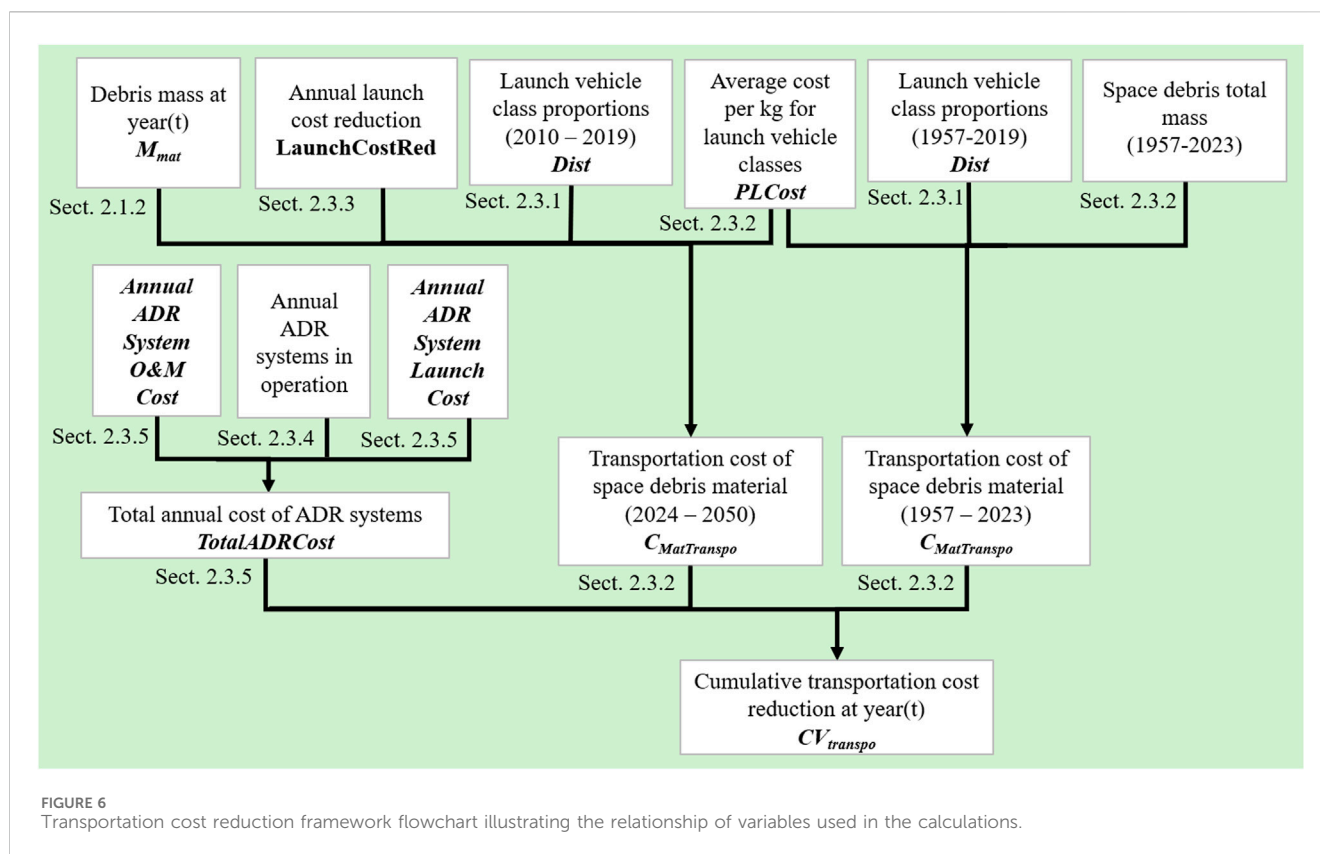 Debris mass at
year(t)
M_mat
Sect. 2.1.2
Annual launch
cost reduction
LaunchCostRed
Sect. 2.3.3
Launch vehicle
class proportions
(2010 – 2019)
Dist
Sect. 2.3.1
Average cost
per kg for
launch vehicle
classes
PLCost
Sect. 2.3.2
Launch vehicle
class proportions
(1957-2019)
Dist
Sect. 2.3.1
Space debris total
mass
(1957-2023)
Sect. 2.3.2
Annual
ADR
System
O&M
Cost
Sect. 2.3.5
Annual
ADR
systems in
operation
Sect. 2.3.4
Annual
ADR
System
Launch
Cost
Sect. 2.3.5
Total annual cost of ADR systems
TotalADRCost
Sect. 2.3.5
Transportation cost of
space debris material
(2024 – 2050)
C_MatTranspo
Sect. 2.3.2
Transportation cost of
space debris material
(1957 – 2023)
C_MatTranspo
Sect. 2.3.2
Cumulative transportation cost
reduction at year(t)
CV_transpo
FIGURE 6
Transportation cost reduction framework flowchart illustrating the relationship of variables used in the calculations.